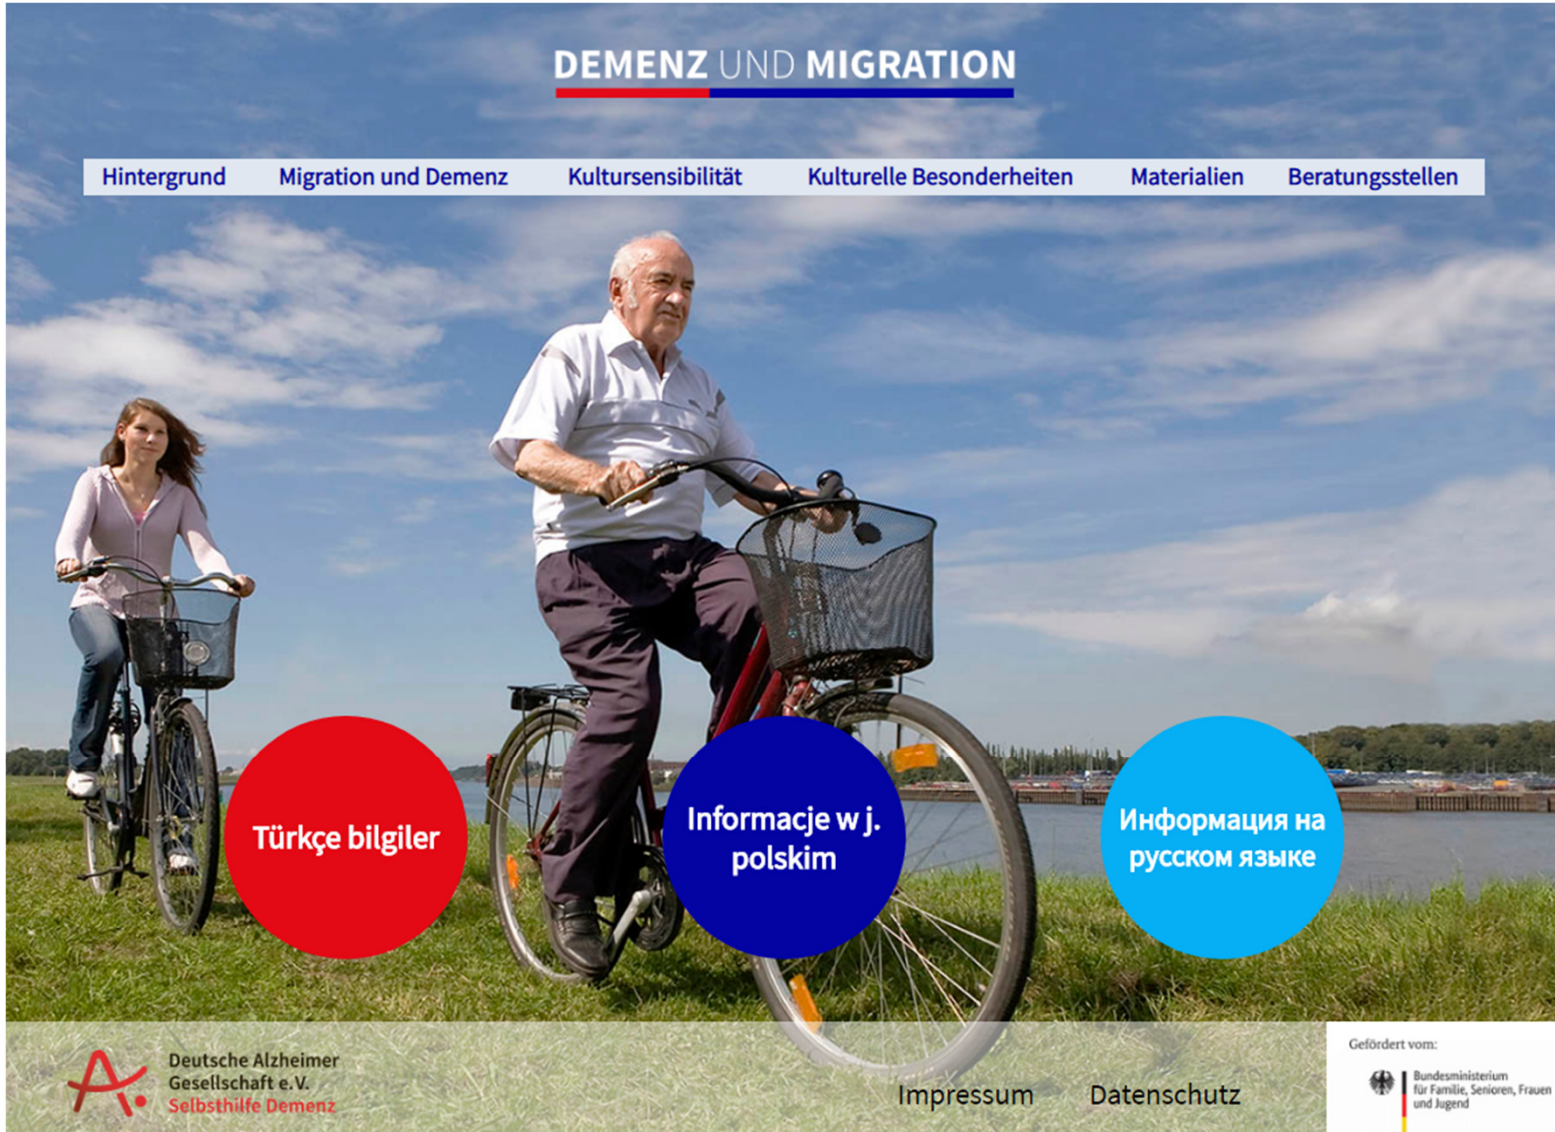 DEMENZ UND MIGRATION
Hintergrund Migration und Demenz Kultursensibilität Kulturelle Besonderheiten Materialien Beratungsstellen
Türkçe bilgiler
Informacje w j.
polskim
Информация на
русском языке
Deutsche Alzheimer
Gesellschaft e.V.
Selbsthilfe Demenz
Impressum Datenschutz
Gefördert vom:
Bundesministerium
für Familie, Senioren, Frauen
und Jugend